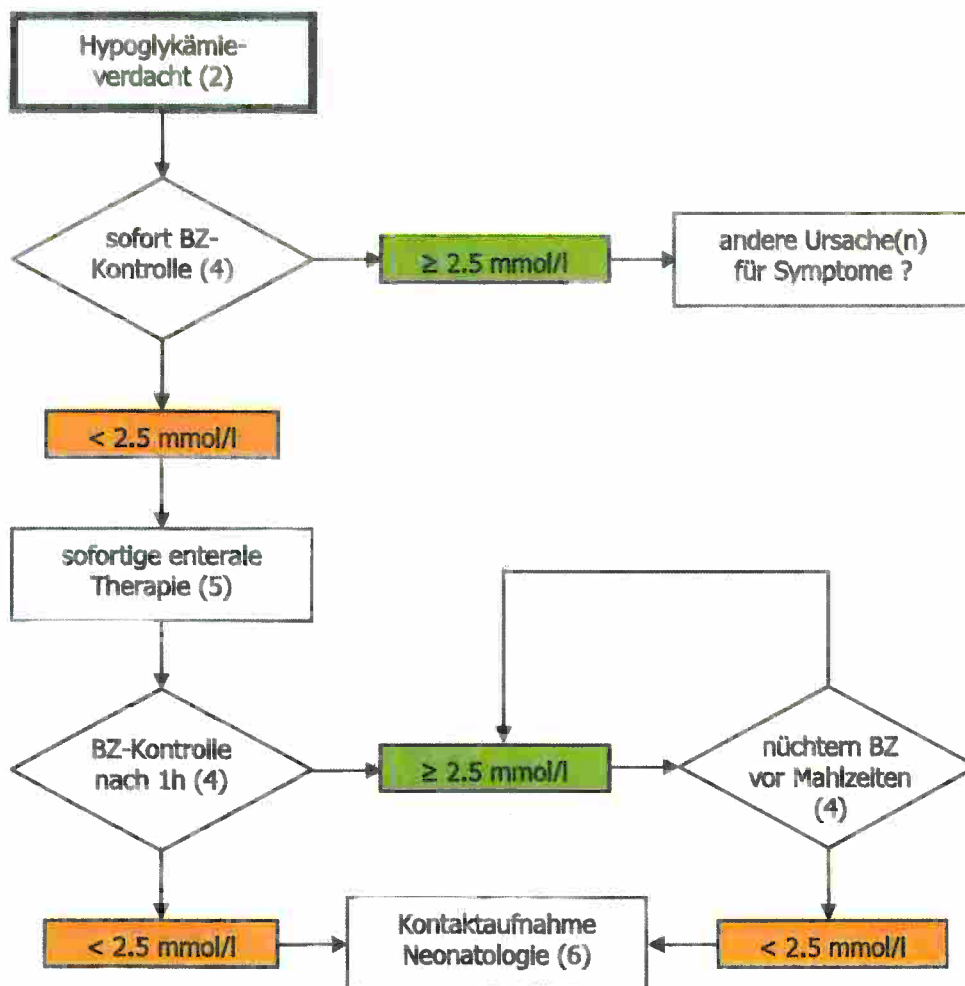 Hypoglykämie-
verdacht (2)
sofort BZ-
Kontrolle (4)
≥ 2.5 mmol/l
andere Ursache(n)
für Symptome ?
< 2.5 mmol/l
sofortige enterale
Therapie (5)
BZ-Kontrolle
nach 1h (4)
≥ 2.5 mmol/l
nüchtern BZ
vor Mahlzeiten
(4)
< 2.5 mmol/l
Kontaktaufnahme
Neonatologie (6)
< 2.5 mmol/l